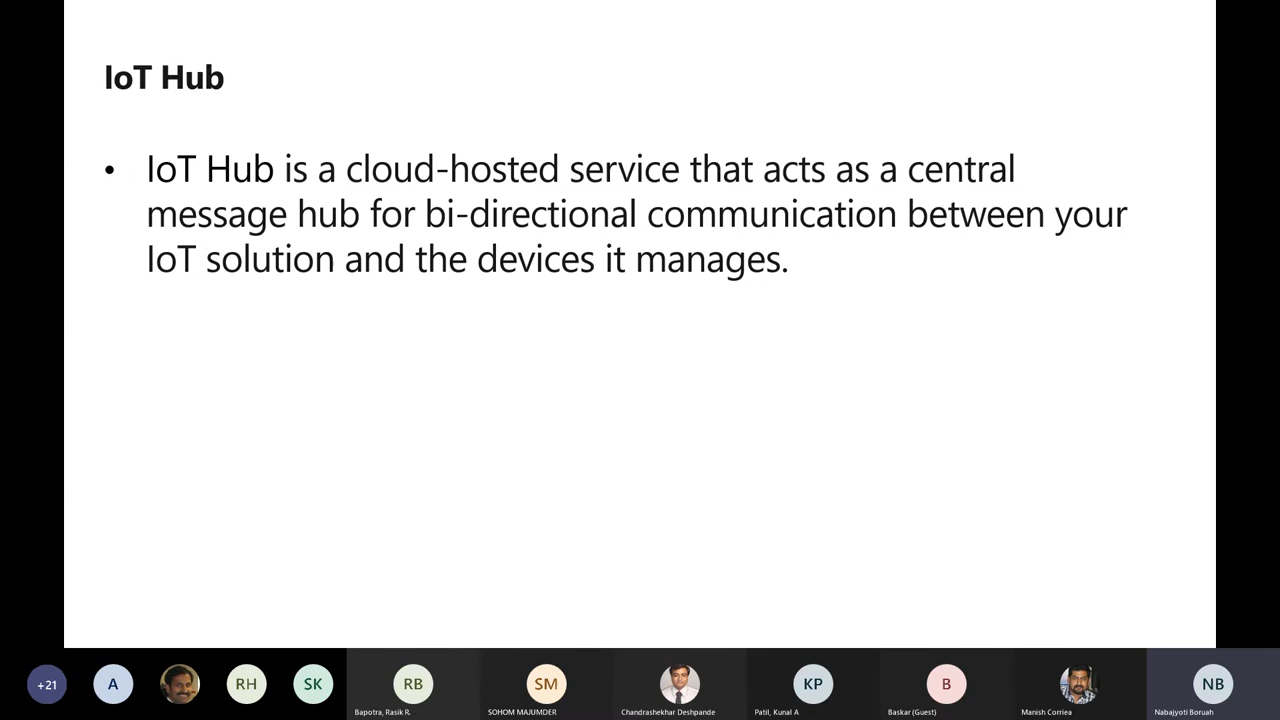 IoT Hub
• IoT Hub is a cloud-hosted service that acts as a central
message hub for bi-directional communication between your
IoT solution and the devices it manages.
+21
A
RH
SK
RB
SM
KP
B
NB
Bapotra, Rasik R.
SOHOM MAJUMDER
Chandrashekhar Deshpande
Patil, Kunal A
Baskar (Guest)
Manish Corriea
Nabajyoti Boruah